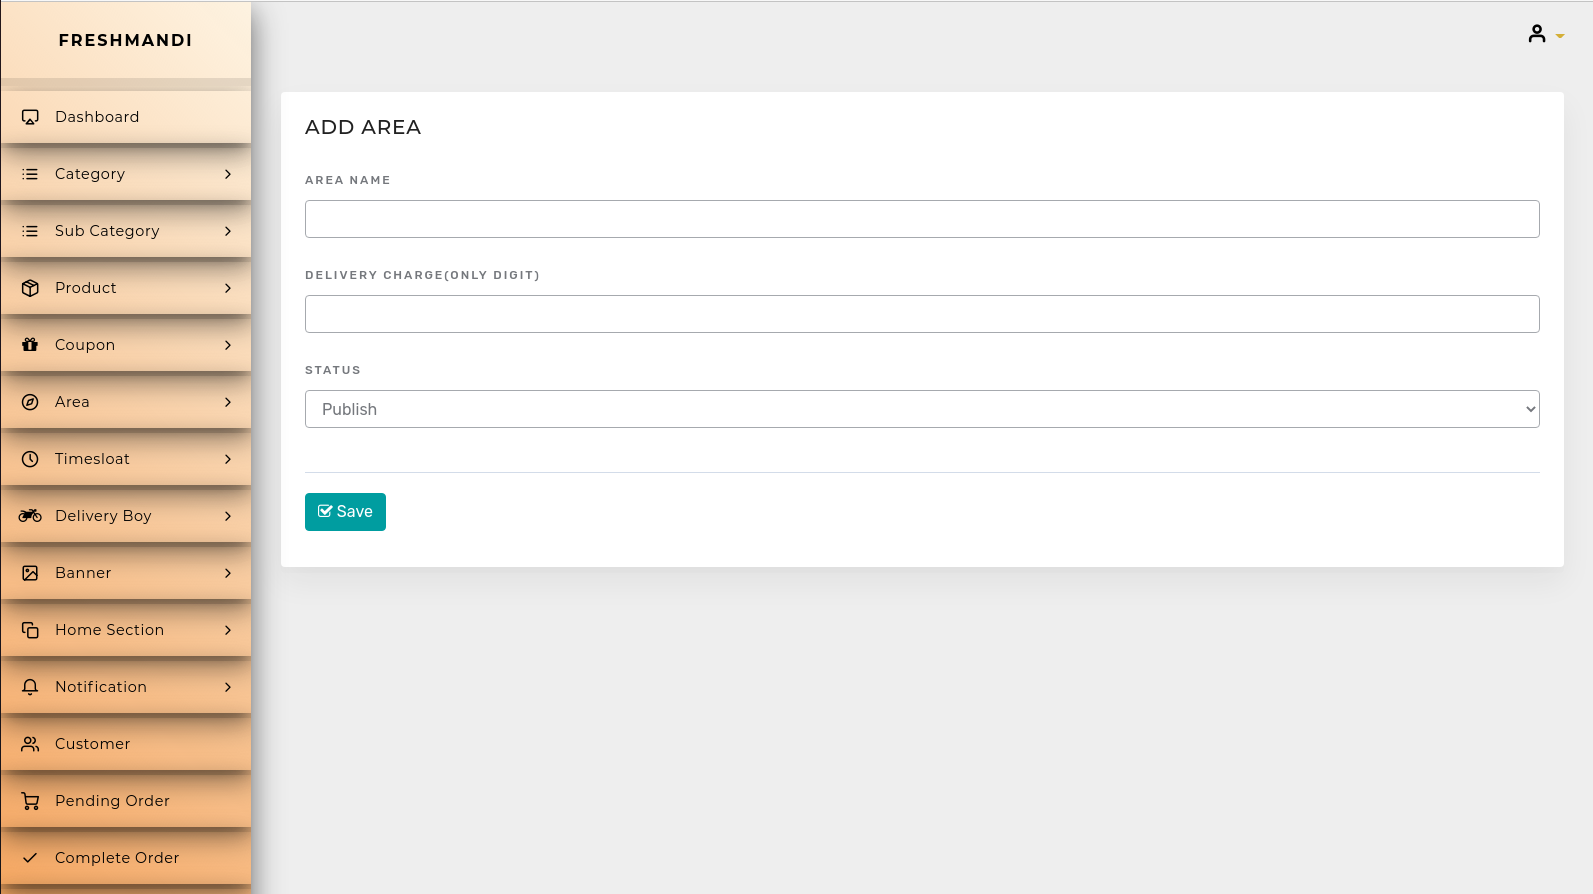 FRESHMANDI
Dashboard
Category
Sub Category
Product
Coupon
Area
Timesloat
Delivery Boy
Banner
Home Section
Notification
Customer
Pending Order
Complete Order
ADD AREA
AREA NAME
DELIVERY CHARGE(ONLY DIGIT)
STATUS
Publish
Save